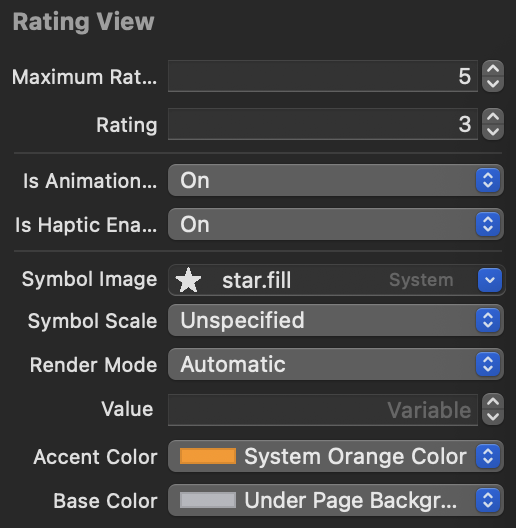 Rating View
Maximum Rat... 5
Rating 3
Is Animation... On
Is Haptic Ena... On
Symbol Image star.fill System
Symbol Scale Unspecified
Render Mode Automatic
Value Variable
Accent Color System Orange Color
Base Color Under Page Backgr...